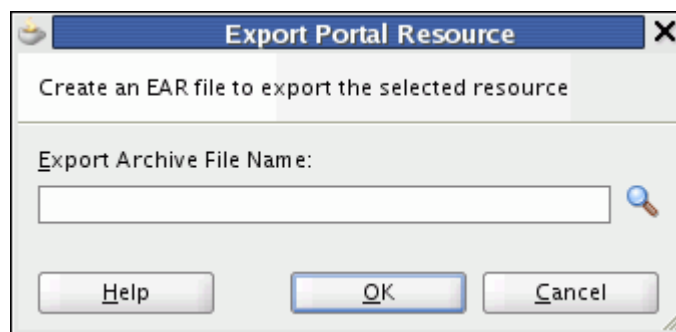 Export Portal Resource
Create an EAR file to export the selected resource
Export Archive File Name:
Help OK Cancel